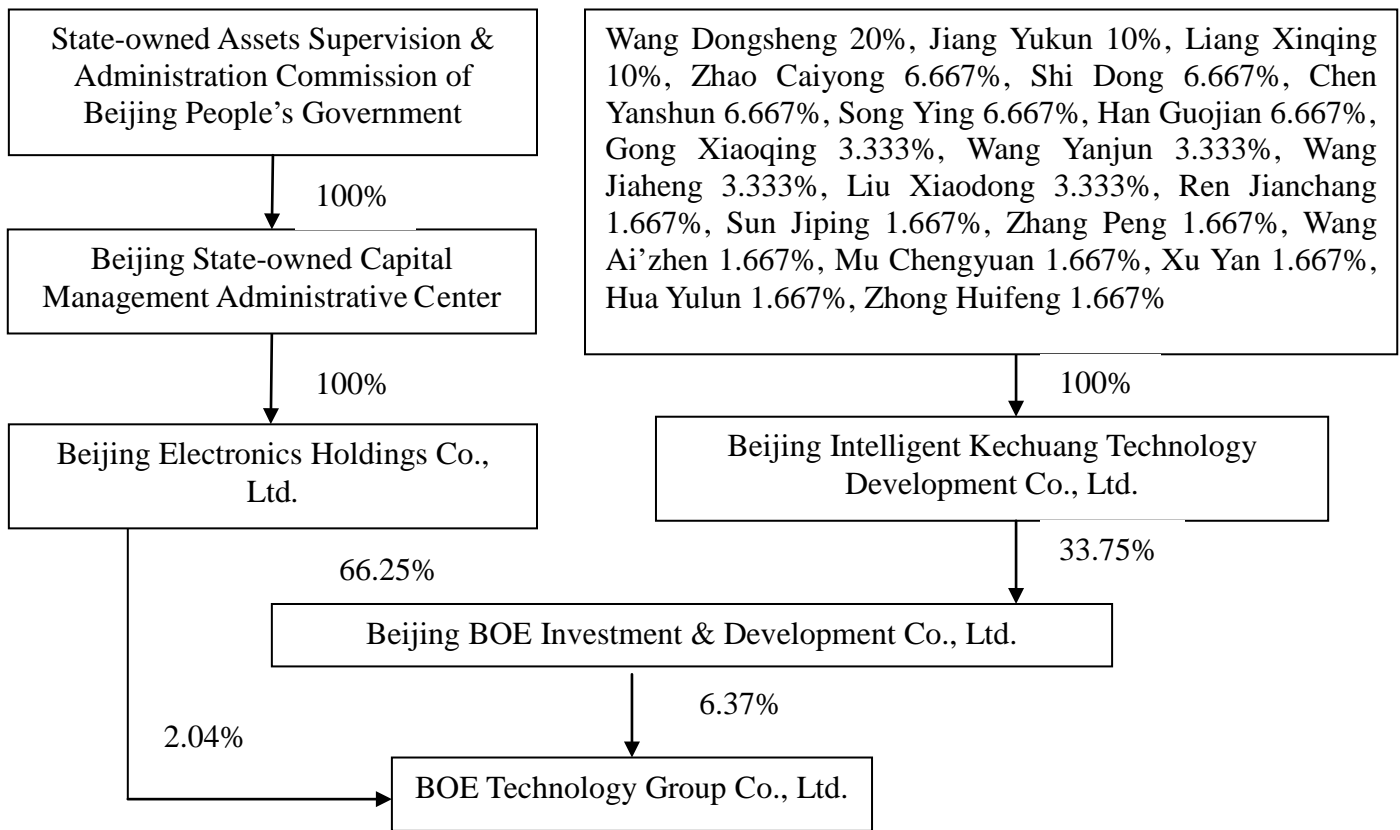 State-owned Assets Supervision &
Administration Commission of
Beijing People’s Government
Wang Dongsheng 20%, Jiang Yukun 10%, Liang Xinqing
10%, Zhao Caiyong 6.667%, Shi Dong 6.667%, Chen
Yanshun 6.667%, Song Ying 6.667%, Han Guojian 6.667%,
Gong Xiaoqing 3.333%, Wang Yanjun 3.333%, Wang
Jiaheng 3.333%, Liu Xiaodong 3.333%, Ren Jianchang
1.667%, Sun Jiping 1.667%, Zhang Peng 1.667%, Wang
Ai’zhen 1.667%, Mu Chengyuan 1.667%, Xu Yan 1.667%,
Hua Yulun 1.667%, Zhong Huifeng 1.667%
100%
Beijing State-owned Capital
Management Administrative Center
100%
100%
Beijing Electronics Holdings Co.,
Ltd.
Beijing Intelligent Kechuang Technology
Development Co., Ltd.
66.25%
33.75%
Beijing BOE Investment & Development Co., Ltd.
6.37%
2.04%
BOE Technology Group Co., Ltd.